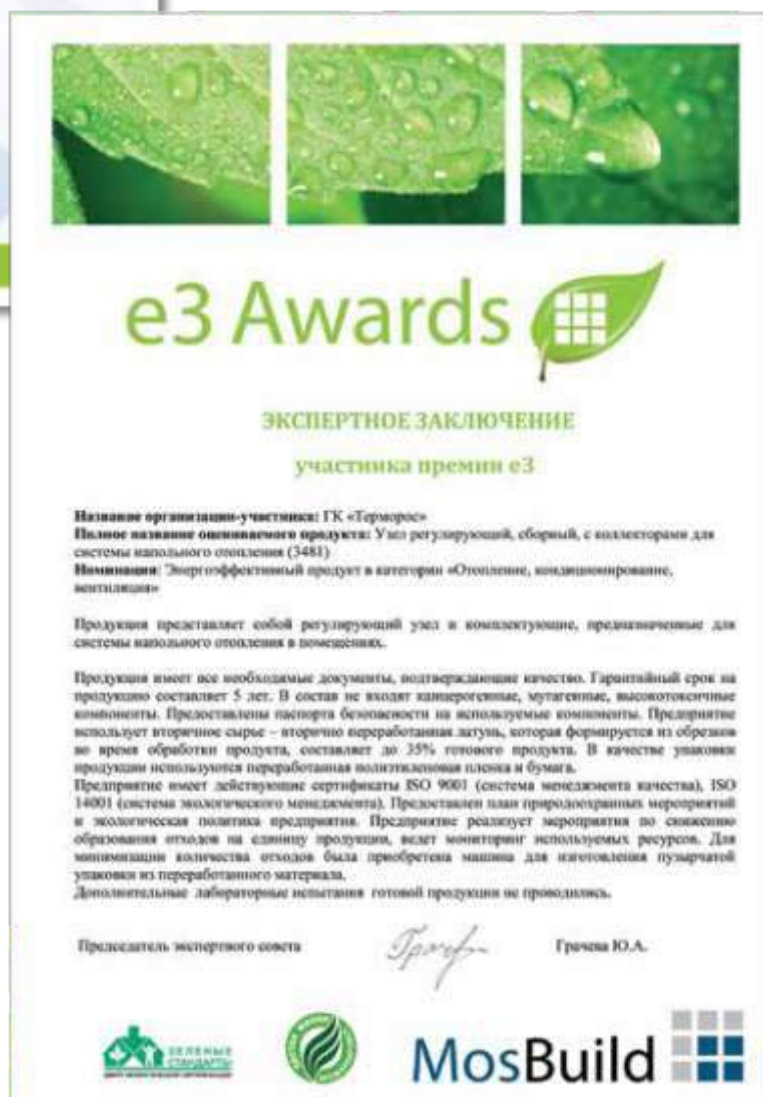 e3 Awards
ЭКСПЕРТНОЕ ЗАКЛЮЧЕНИЕ
участника премии е3
Название организации-участника: ГК «Терморос»
Полное название оцениваемого продукта: Узел регулирующий, сборный, с коллекторами для
системы напольного отопления (3481)
Номинация: Энергоэффективный продукт в категории «Отопление, кондиционирование,
вентиляция»
Продукция представляет собой регулирующий узел и комплектующие, предназначенные для
системы напольного отопления в помещениях.
Продукция имеет все необходимые документы, подтверждающие качество. Гарантийный срок на
продукцию составляет 5 лет. В состав не входят канцерогенные, мутагенные, высокотоксичные
компоненты. Предоставлены паспорта безопасности на используемые компоненты. Предприятие
использует вторичное сырье – вторично переработанная латунь, которая формируется из обрезков
во время обработки продукта, составляет до 35% готового продукта. В качестве упаковки
продукции используются переработанная полиэтиленовая пленка и бумага.
Предприятие имеет действующие сертификаты ISO 9001 (система менеджмента качества), ISO
14001 (система экологического менеджмента). Предоставлен план природоохранных мероприятий
и экологическая политика предприятия. Предприятие реализует мероприятия по снижению
образования отходов на единицу продукции, ведет мониторинг используемых ресурсов. Для
минимизации количества отходов была приобретена машина для изготовления пузырчатой
упаковки из переработанного материала.
Дополнительные лабораторные испытания готовой продукции не проводились.
Председатель экспертного совета Грачева Ю.А.
ЗЕЛЕНЫЕ
СТАНДАРТЫ
MosBuild